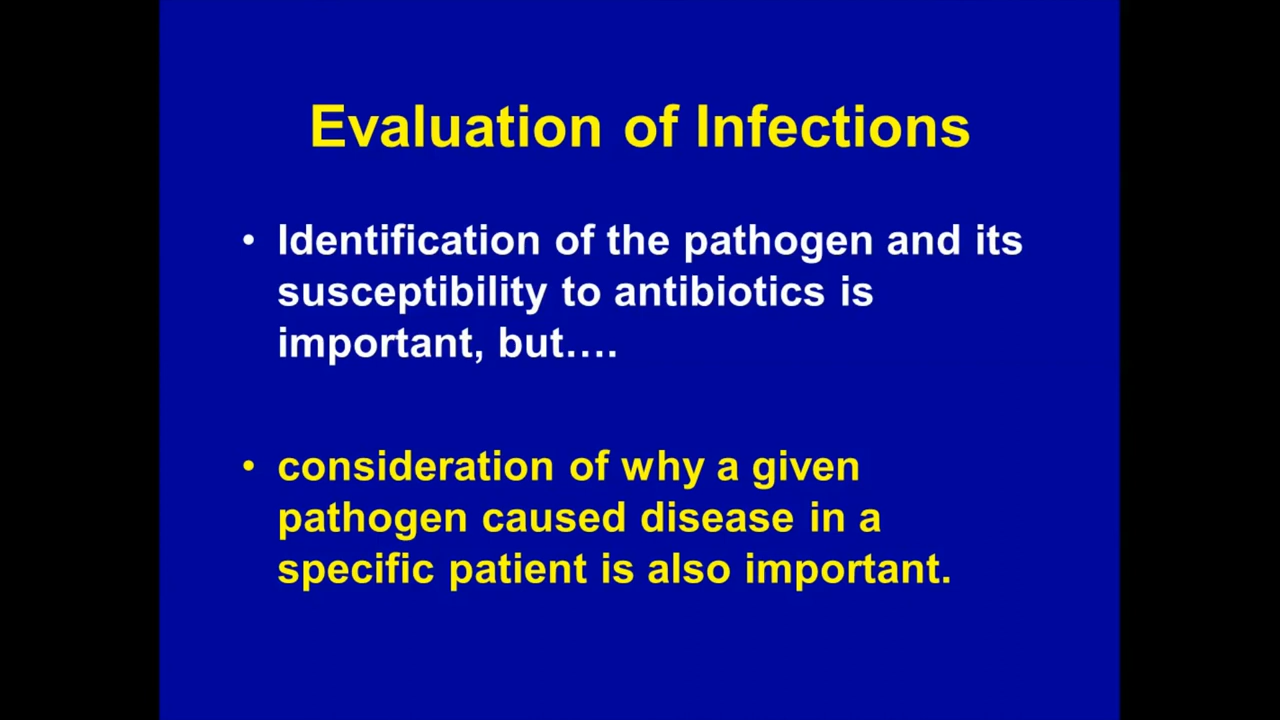 Evaluation of Infections
• Identification of the pathogen and its
susceptibility to antibiotics is
important, but….
• consideration of why a given
pathogen caused disease in a
specific patient is also important.